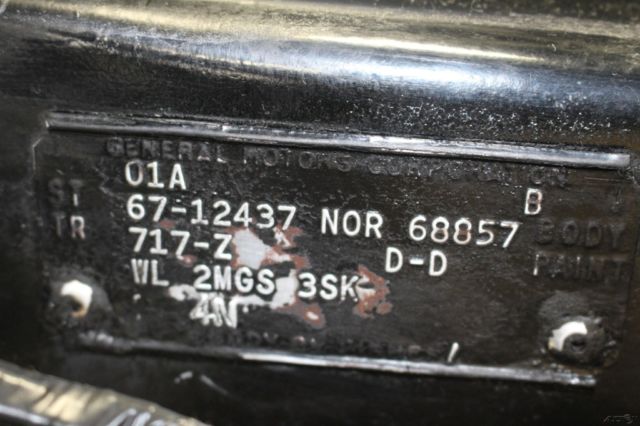 GENERAL MOTORS CORPORATION
01A B
ST 67-12437 NOR 68857 BODY
TR 717-Z D-D PAINT
WL 2MGS 3SK
4N